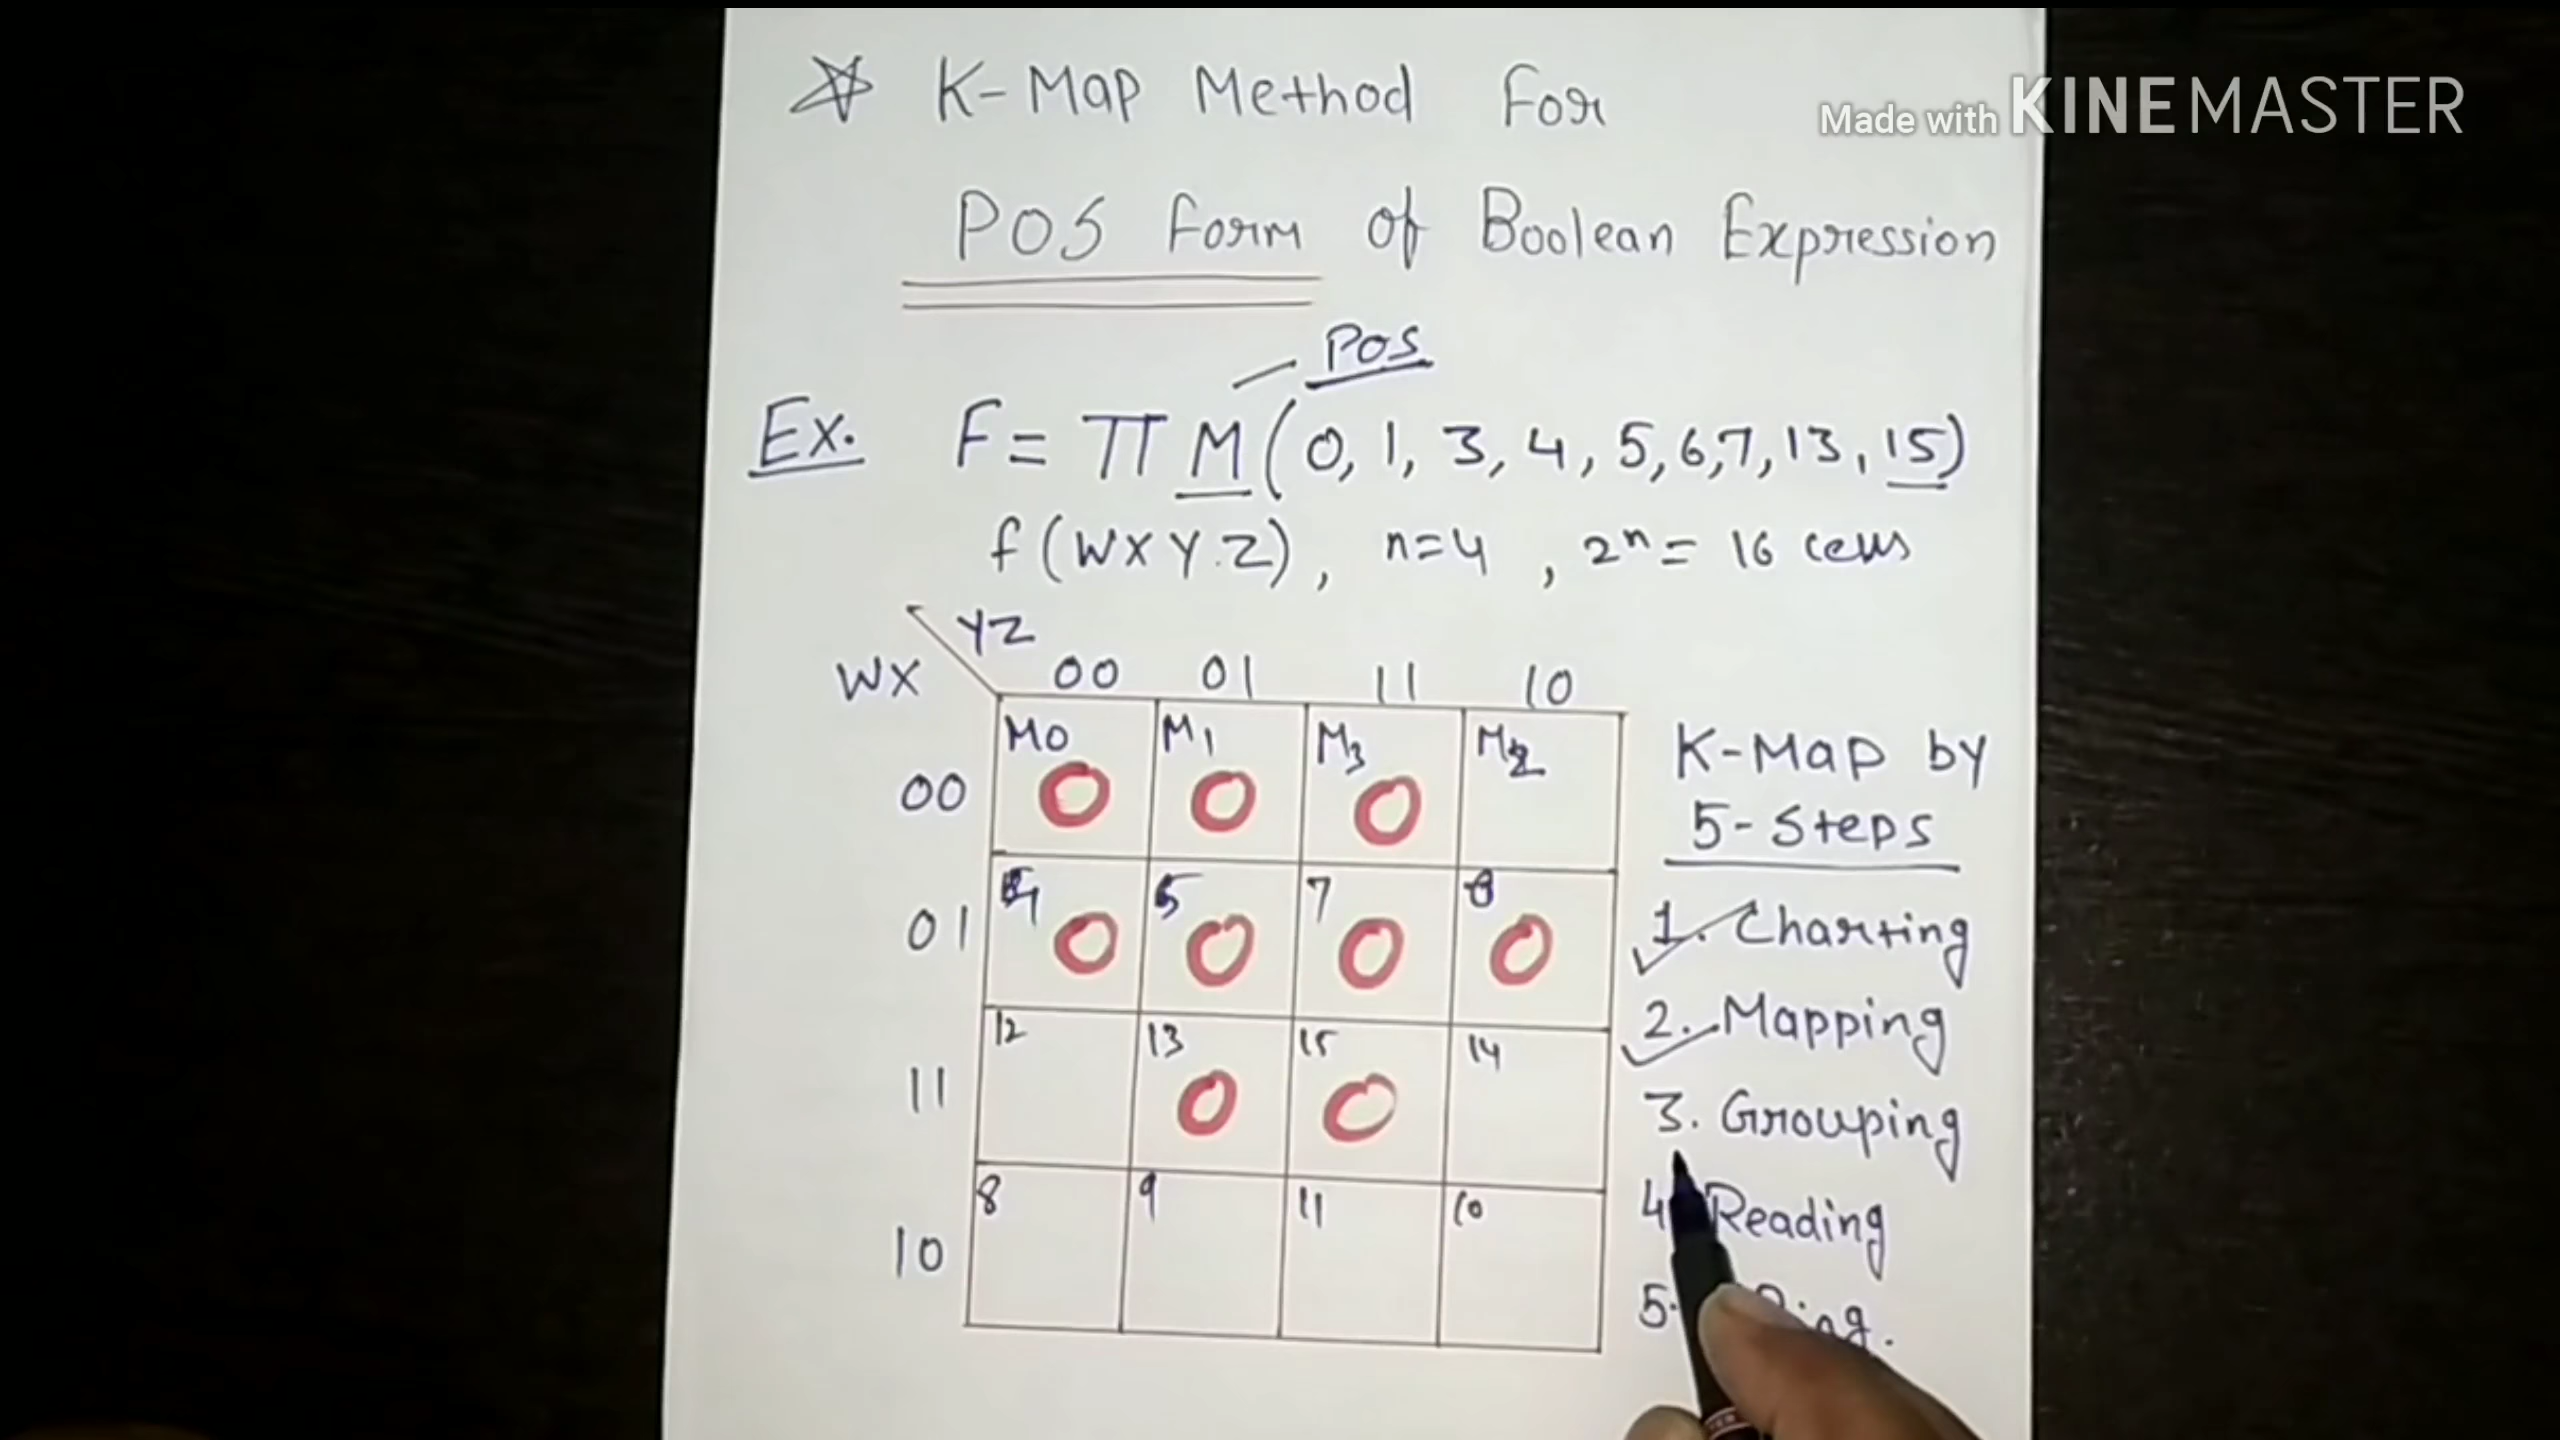 K-Map Method For
Made with KINEMASTER
POS Form of Boolean Expression
POS
Ex. F = π M (0, 1, 3, 4, 5, 6, 7, 13, 15)
f (W X Y.Z), n=4, 2ⁿ = 16 cells
YZ
WX 00 01 11 10
M0 M1 M3 M2
00 0 0 0
4 5 7 6
01 0 0 0 0
12 13 15 14
11 0 0
8 9 11 10
10
K-Map by
5-Steps
1. Charting
2. Mapping
3. Grouping
4. Reading
5.